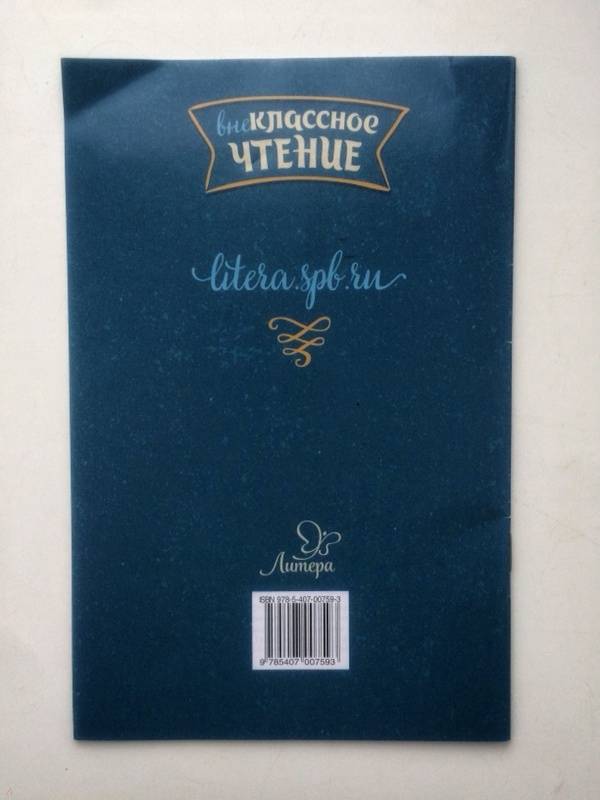 внеклассное
ЧТЕНИЕ
litera.spb.ru
Литера
ISBN 978-5-407-00759-3
9 785407 007593